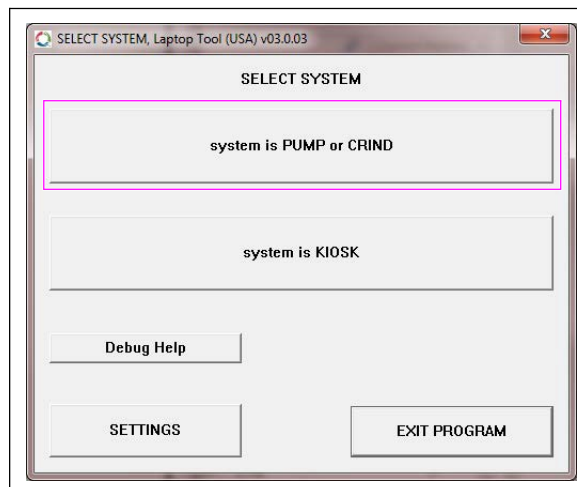 SELECT SYSTEM, Laptop Tool (USA) v03.0.03
SELECT SYSTEM
system is PUMP or CRIND
system is KIOSK
Debug Help
SETTINGS
EXIT PROGRAM